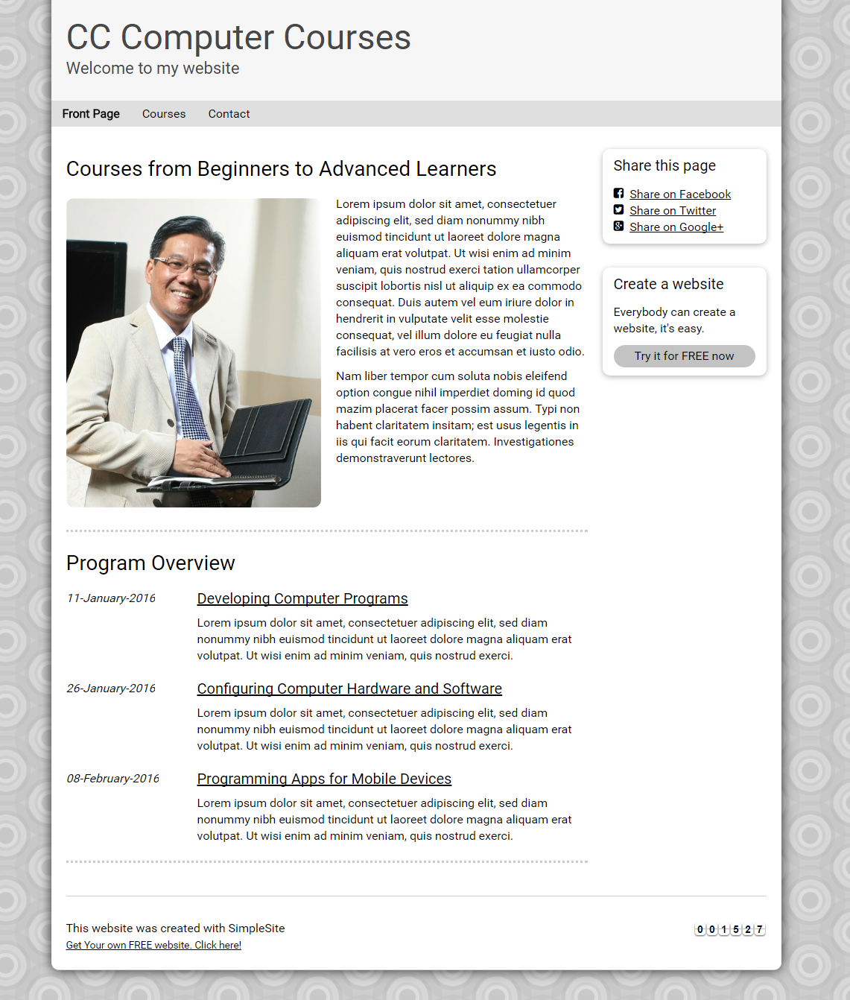 CC Computer Courses
Welcome to my website
Front Page Courses Contact
Courses from Beginners to Advanced Learners
Lorem ipsum dolor sit amet, consectetuer
adipiscing elit, sed diam nonummy nibh
euismod tincidunt ut laoreet dolore magna
aliquam erat volutpat. Ut wisi enim ad minim
veniam, quis nostrud exerci tation ullamcorper
suscipit lobortis nisl ut aliquip ex ea commodo
consequat. Duis autem vel eum iriure dolor in
hendrerit in vulputate velit esse molestie
consequat, vel illum dolore eu feugiat nulla
facilisis at vero eros et accumsan et iusto odio.
Nam liber tempor cum soluta nobis eleifend
option congue nihil imperdiet doming id quod
mazim placerat facer possim assum. Typi non
habent claritatem insitam; est usus legentis in
iis qui facit eorum claritatem. Investigationes
demonstraverunt lectores.
Share this page
Share on Facebook
Share on Twitter
Share on Google+
Create a website
Everybody can create a
website, it's easy.
Try it for FREE now
Program Overview
11-January-2016
Developing Computer Programs
Lorem ipsum dolor sit amet, consectetuer adipiscing elit, sed diam
nonummy nibh euismod tincidunt ut laoreet dolore magna aliquam erat
volutpat. Ut wisi enim ad minim veniam, quis nostrud exerci.
26-January-2016
Configuring Computer Hardware and Software
Lorem ipsum dolor sit amet, consectetuer adipiscing elit, sed diam
nonummy nibh euismod tincidunt ut laoreet dolore magna aliquam erat
volutpat. Ut wisi enim ad minim veniam, quis nostrud exerci.
08-February-2016
Programming Apps for Mobile Devices
Lorem ipsum dolor sit amet, consectetuer adipiscing elit, sed diam
nonummy nibh euismod tincidunt ut laoreet dolore magna aliquam erat
volutpat. Ut wisi enim ad minim veniam, quis nostrud exerci.
This website was created with SimpleSite
Get Your own FREE website. Click here!
001527